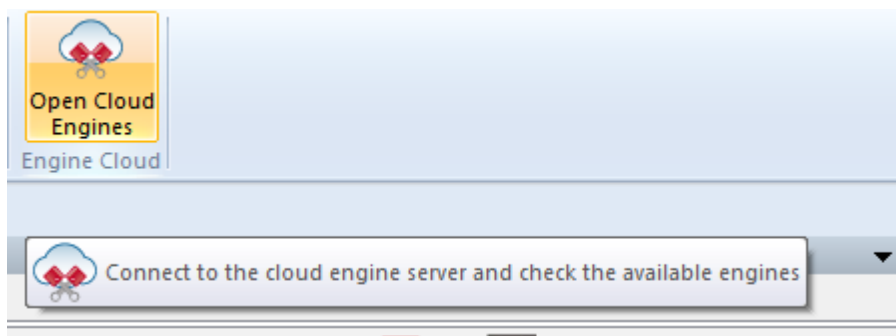 Open Cloud
Engines
Engine Cloud
Connect to the cloud engine server and check the available engines